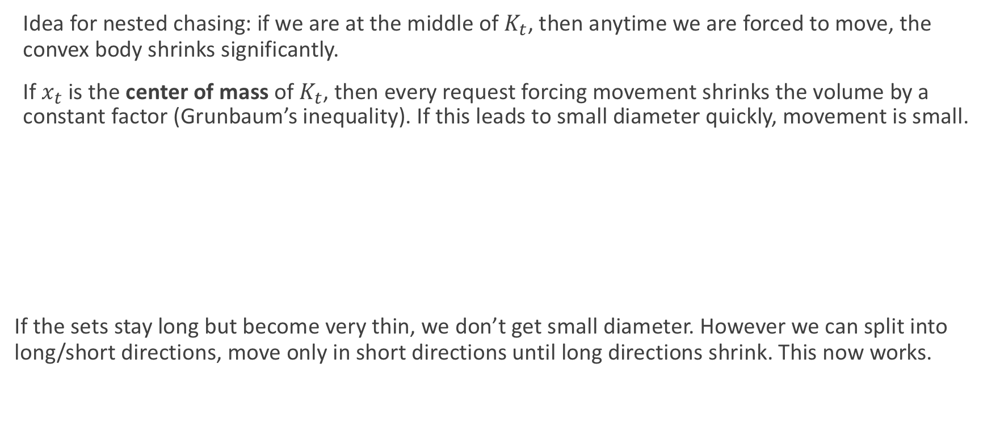 Idea for nested chasing: if we are at the middle of 𝐾ₜ, then anytime we are forced to move, the
convex body shrinks significantly.
If 𝑥ₜ is the center of mass of 𝐾ₜ, then every request forcing movement shrinks the volume by a
constant factor (Grunbaum’s inequality). If this leads to small diameter quickly, movement is small.
If the sets stay long but become very thin, we don’t get small diameter. However we can split into
long/short directions, move only in short directions until long directions shrink. This now works.